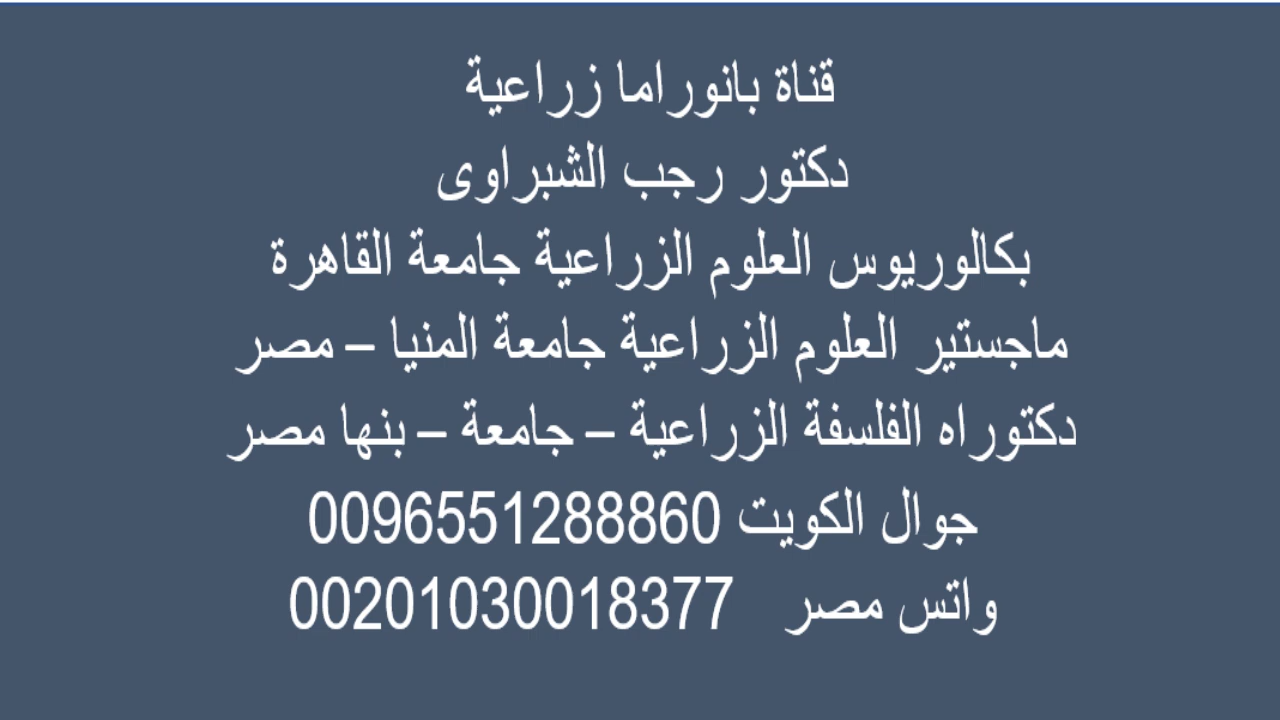 قناة بانوراما زراعية
دكتور رجب الشبراوى
بكالوريوس العلوم الزراعية جامعة القاهرة
ماجستير العلوم الزراعية جامعة المنيا – مصر
دكتوراه الفلسفة الزراعية – جامعة – بنها مصر
جوال الكويت 0096551288860
واتس مصر 00201030018377